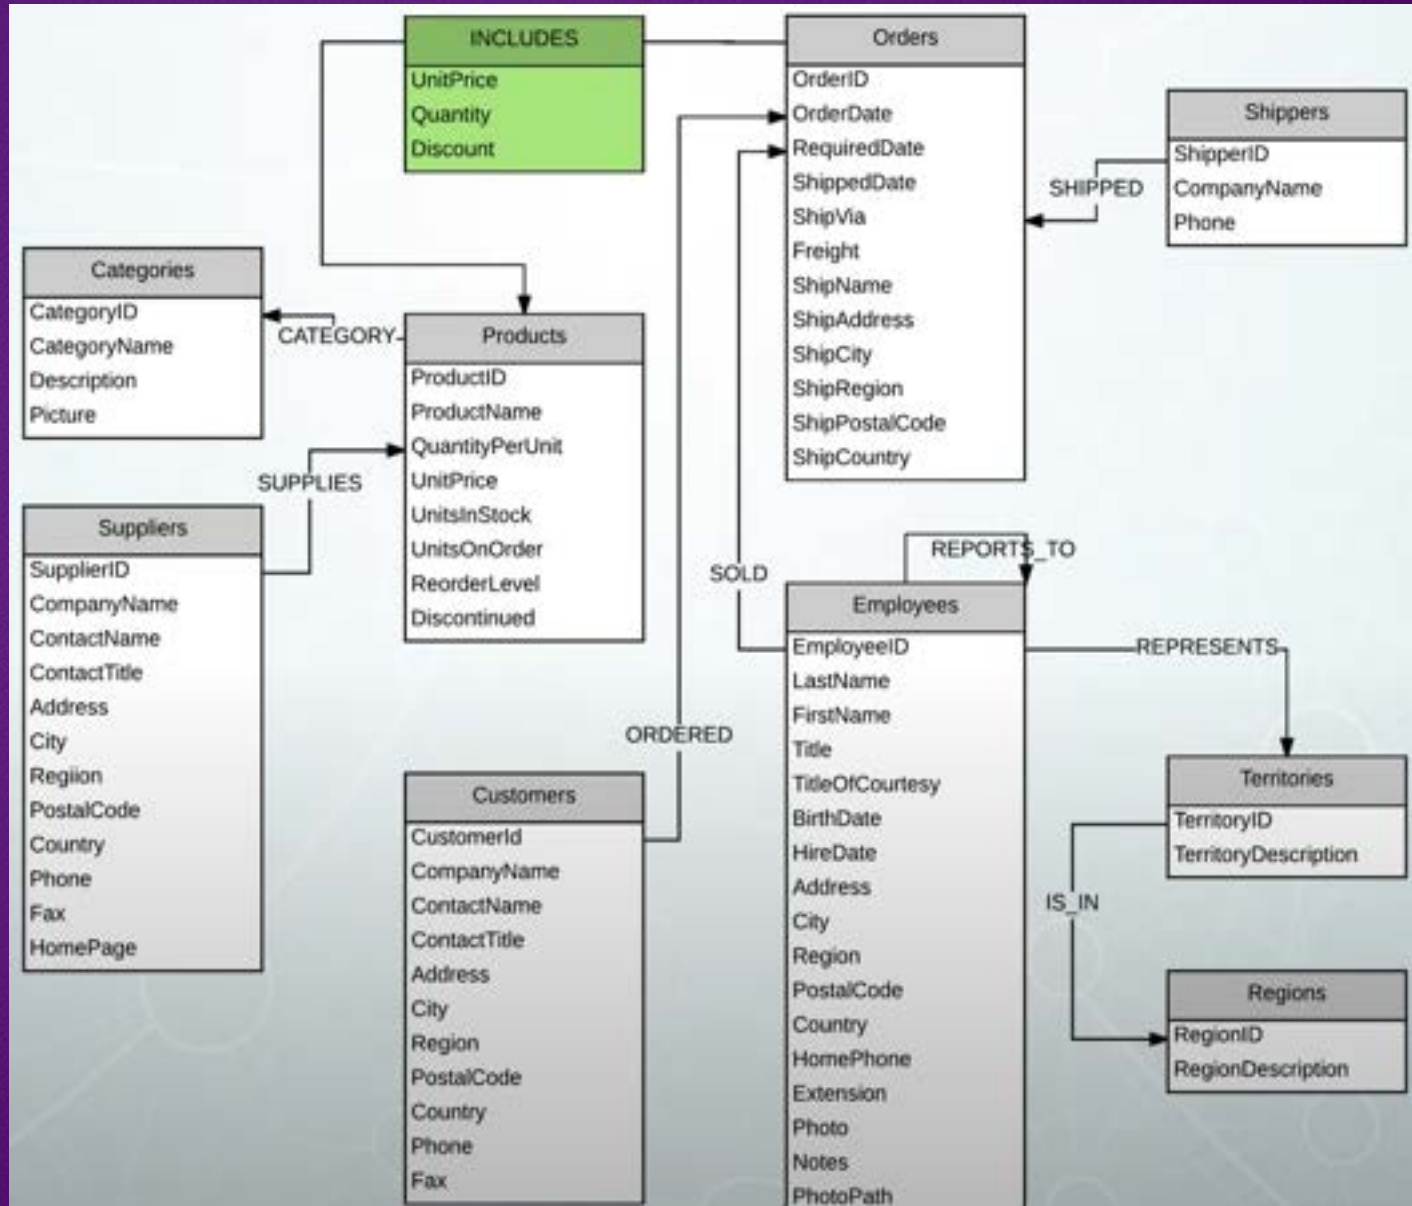 INCLUDES
UnitPrice
Quantity
Discount
Orders
OrderID
OrderDate
RequiredDate
ShippedDate
ShipVia
Freight
ShipName
ShipAddress
ShipCity
ShipRegion
ShipPostalCode
ShipCountry
Shippers
ShipperID
CompanyName
Phone
SHIPPED
Categories
CategoryID
CategoryName
Description
Picture
CATEGORY
Products
ProductID
ProductName
QuantityPerUnit
UnitPrice
UnitsInStock
UnitsOnOrder
ReorderLevel
Discontinued
SUPPLIES
Suppliers
SupplierID
CompanyName
ContactName
ContactTitle
Address
City
Regiion
PostalCode
Country
Phone
Fax
HomePage
SOLD
ORDERED
Customers
CustomerId
CompanyName
ContactName
ContactTitle
Address
City
Region
PostalCode
Country
Phone
Fax
REPORTS_TO
Employees
EmployeeID
LastName
FirstName
Title
TitleOfCourtesy
BirthDate
HireDate
Address
City
Region
PostalCode
Country
HomePhone
Extension
Photo
Notes
PhotoPath
REPRESENTS
Territories
TerritoryID
TerritoryDescription
IS_IN
Regions
RegionID
RegionDescription